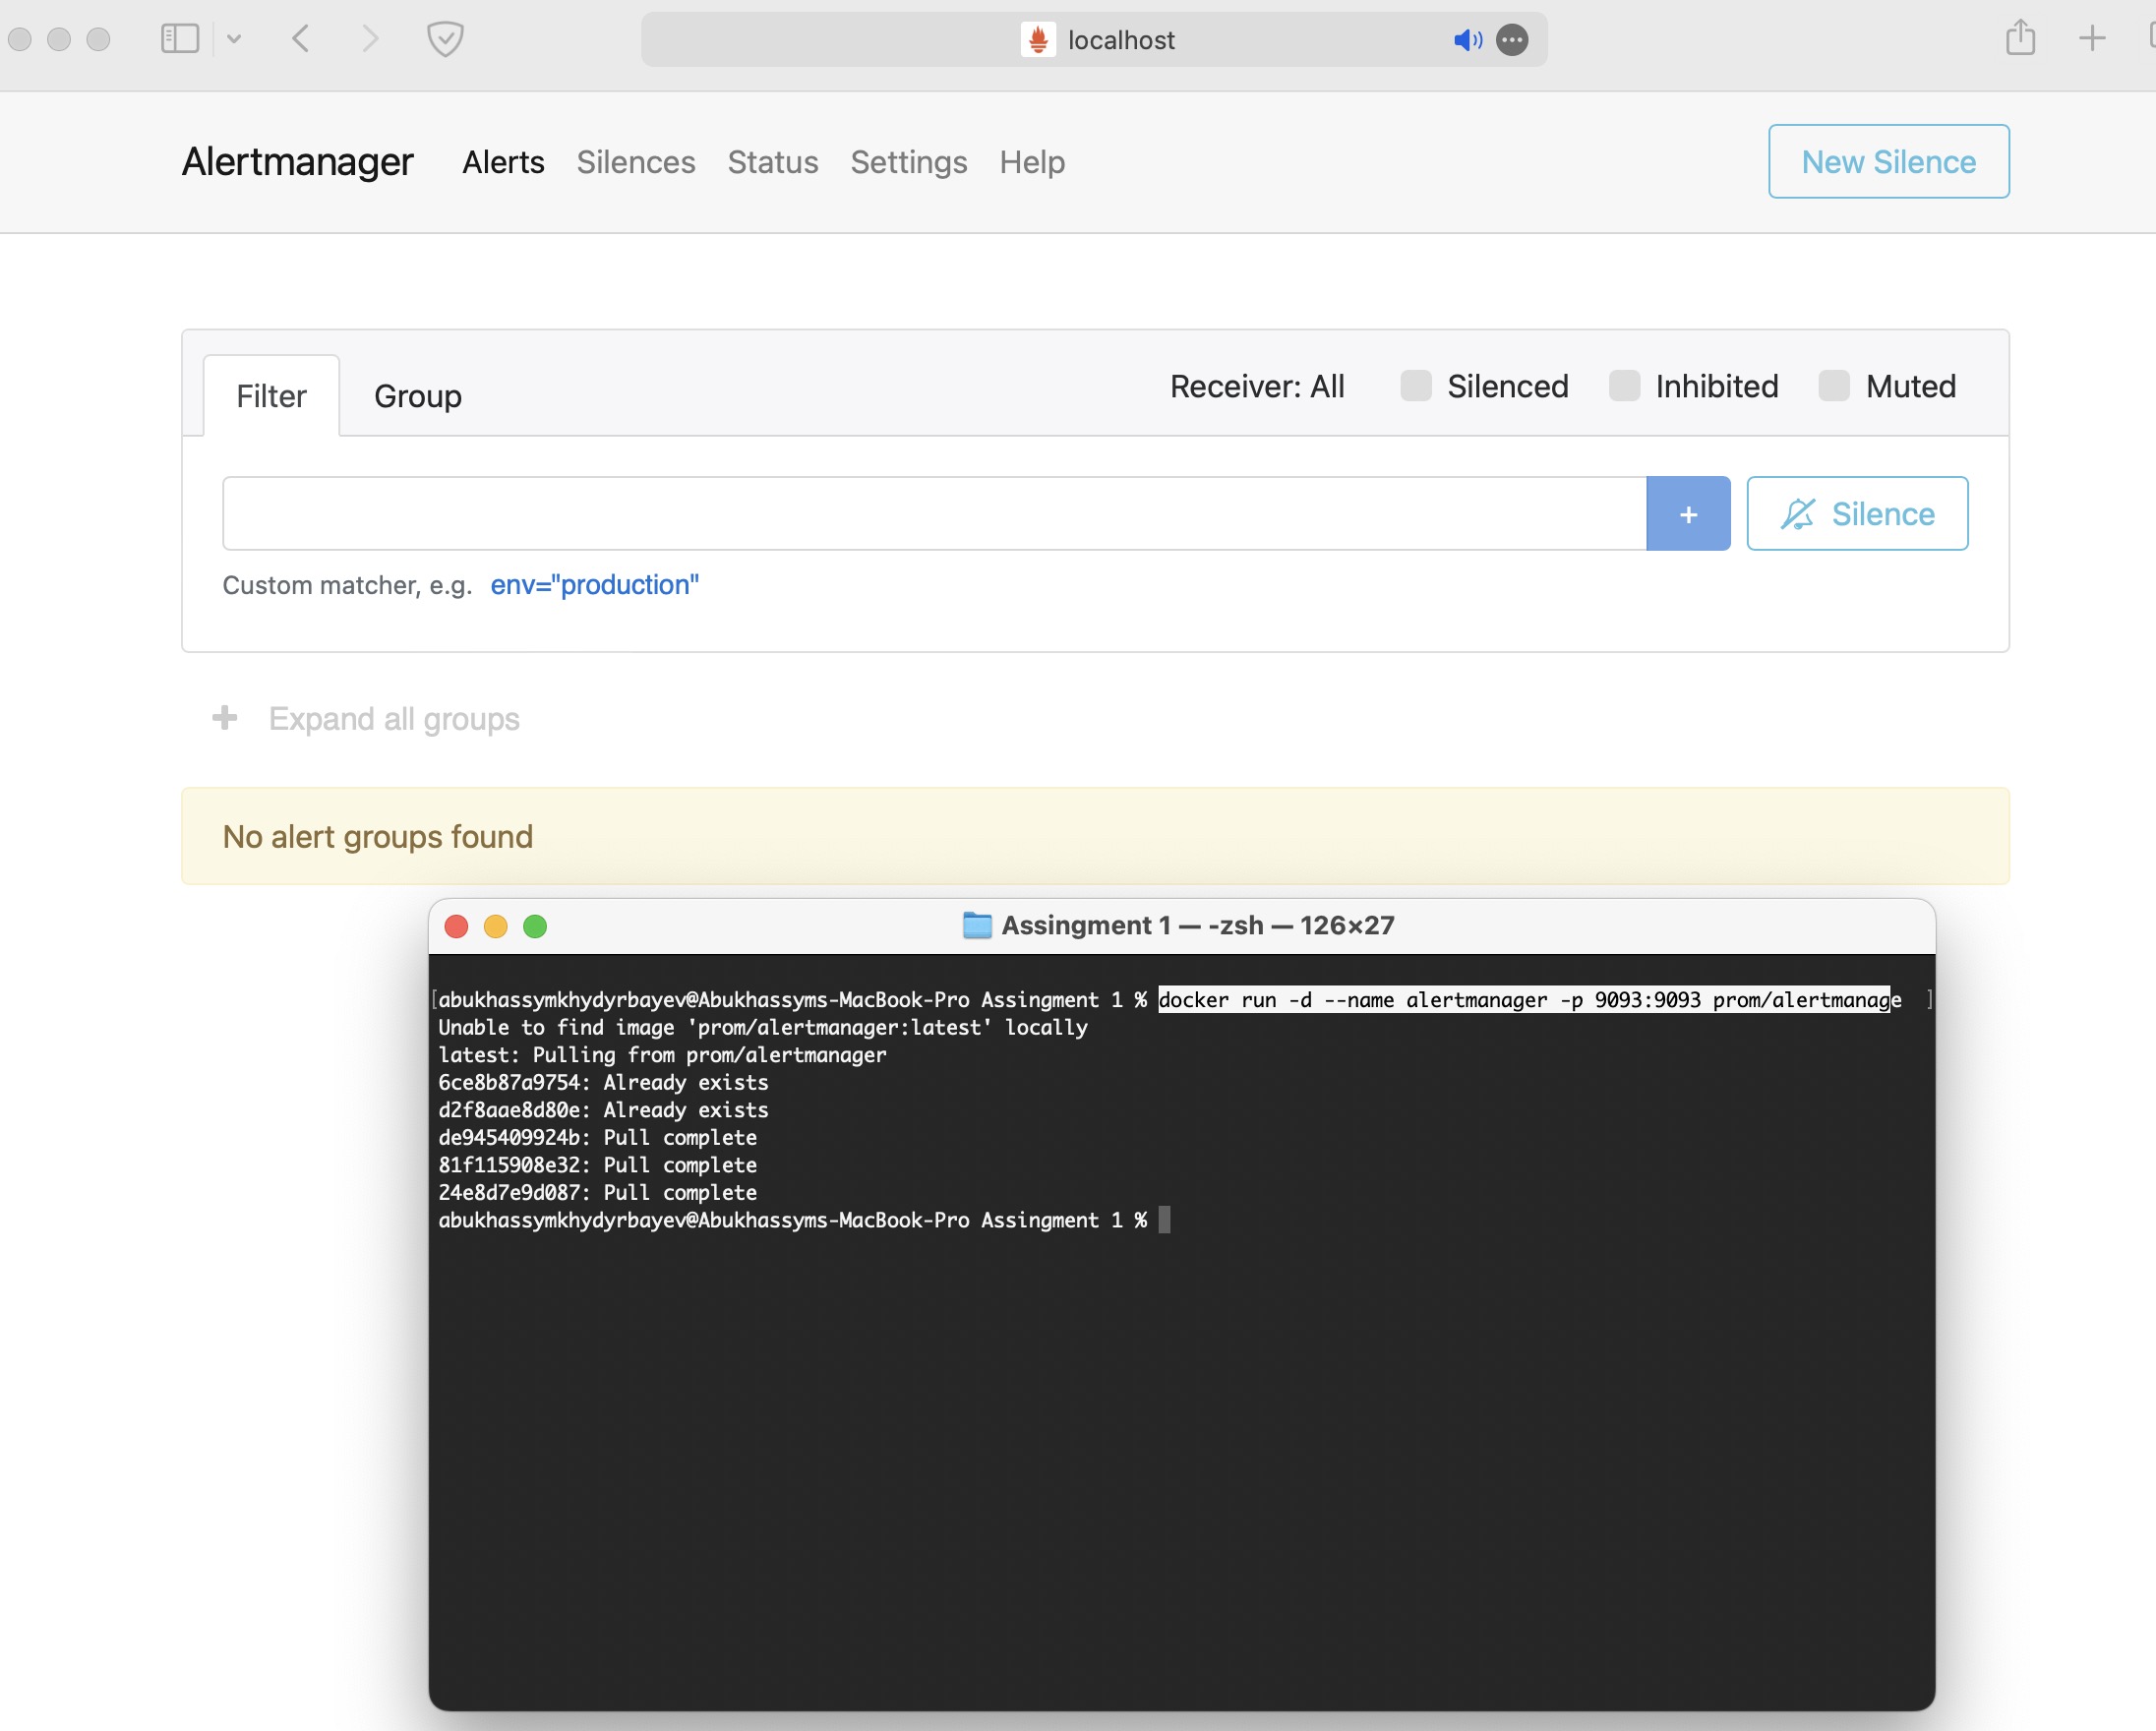 localhost
Alertmanager Alerts Silences Status Settings Help New Silence
Filter Group Receiver: All Silenced Inhibited Muted
+ Silence
Custom matcher, e.g. env="production"
+ Expand all groups
No alert groups found
Assingment 1 — -zsh — 126×27
[abukhassymkhydyrbayev@Abukhassyms-MacBook-Pro Assingment 1 % docker run -d --name alertmanager -p 9093:9093 prom/alertmanage ]
Unable to find image 'prom/alertmanager:latest' locally
latest: Pulling from prom/alertmanager
6ce8b87a9754: Already exists
d2f8aae8d80e: Already exists
de945409924b: Pull complete
81f115908e32: Pull complete
24e8d7e9d087: Pull complete
abukhassymkhydyrbayev@Abukhassyms-MacBook-Pro Assingment 1 %